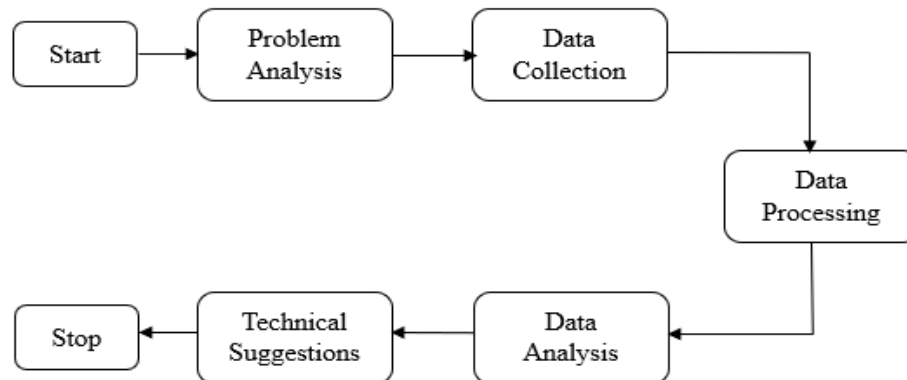 Start
Problem
Analysis
Data
Collection
Data
Processing
Data
Analysis
Technical
Suggestions
Stop